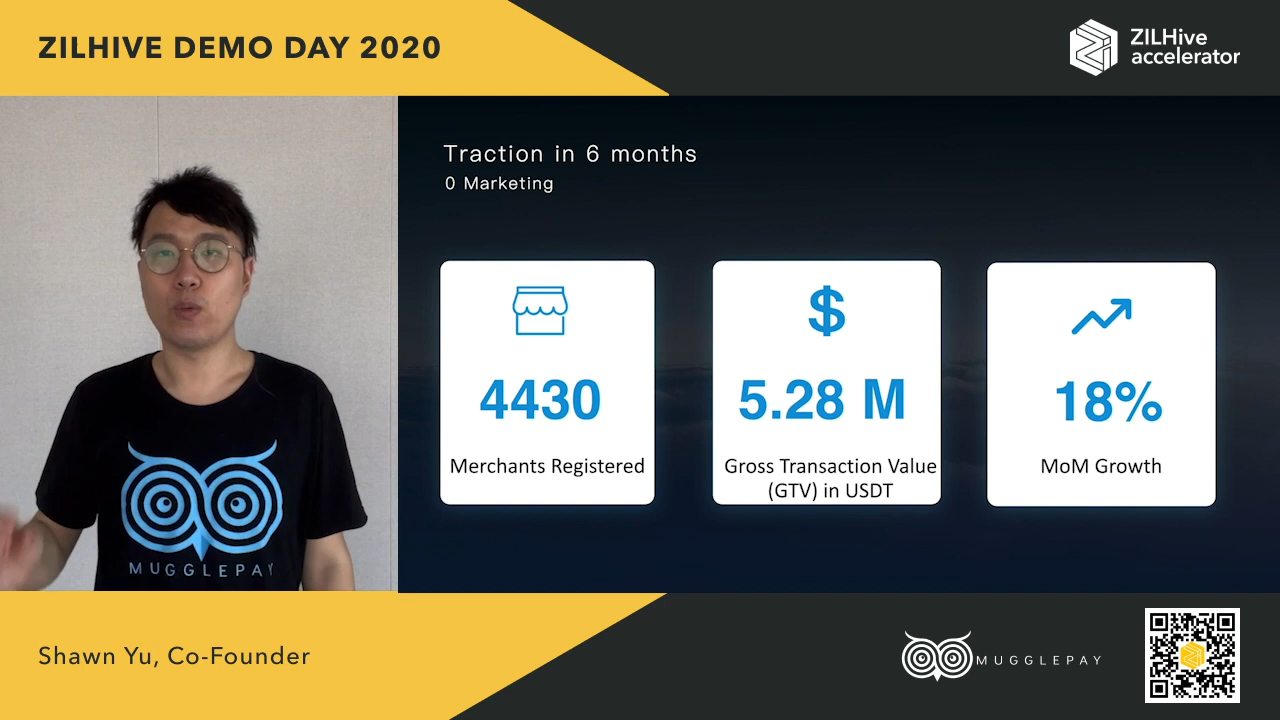 ZILHIVE DEMO DAY 2020
ZILHive
accelerator
Traction in 6 months
0 Marketing
$
4430
5.28 M
18%
Merchants Registered
Gross Transaction Value
(GTV) in USDT
MoM Growth
MUGGLEPAY
Shawn Yu, Co-Founder
MUGGLEPAY